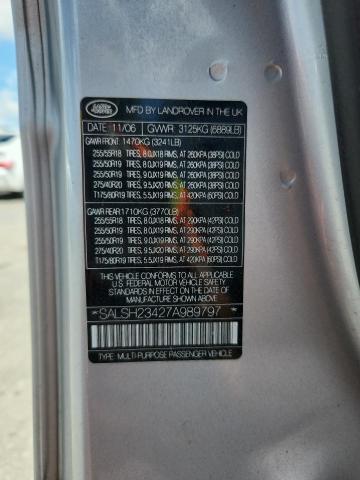 LAND ROVER
MFD BY LANDROVER IN THE UK
DATE 11/06 GVWR 3125KG (6889LB)
GAWR FRONT 1470KG (3241LB)
255/55R18 TIRES, 8.0JX18 RIMS, AT 260KPA (38PSI) COLD
255/50R19 TIRES, 8.0JX19 RIMS, AT 260KPA (38PSI) COLD
255/50R19 TIRES, 9.0JX19 RIMS, AT 260KPA (38PSI) COLD
275/40R20 TIRES, 9.5JX20 RIMS, AT 260KPA (38PSI) COLD
T175/80R19 TIRES, 5.5JX19 RIMS, AT 420KPA (60PSI) COLD
GAWR REAR 1710KG (3770LB)
255/55R18 TIRES, 8.0JX18 RIMS, AT 290KPA (42PSI) COLD
255/50R19 TIRES, 8.0JX19 RIMS, AT 290KPA (42PSI) COLD
255/50R19 TIRES, 9.0JX19 RIMS, AT 290KPA (42PSI) COLD
275/40R20 TIRES, 9.5JX20 RIMS, AT 290KPA (42PSI) COLD
T175/80R19 TIRES, 5.5JX19 RIMS, AT 420KPA (60PSI) COLD
THIS VEHICLE CONFORMS TO ALL APPLICABLE
U.S. FEDERAL MOTOR VEHICLE SAFETY
STANDARDS IN EFFECT ON THE DATE OF
MANUFACTURE SHOWN ABOVE
*SALSH23427A989797 *
TYPE: MULTI-PURPOSE PASSENGER VEHICLE